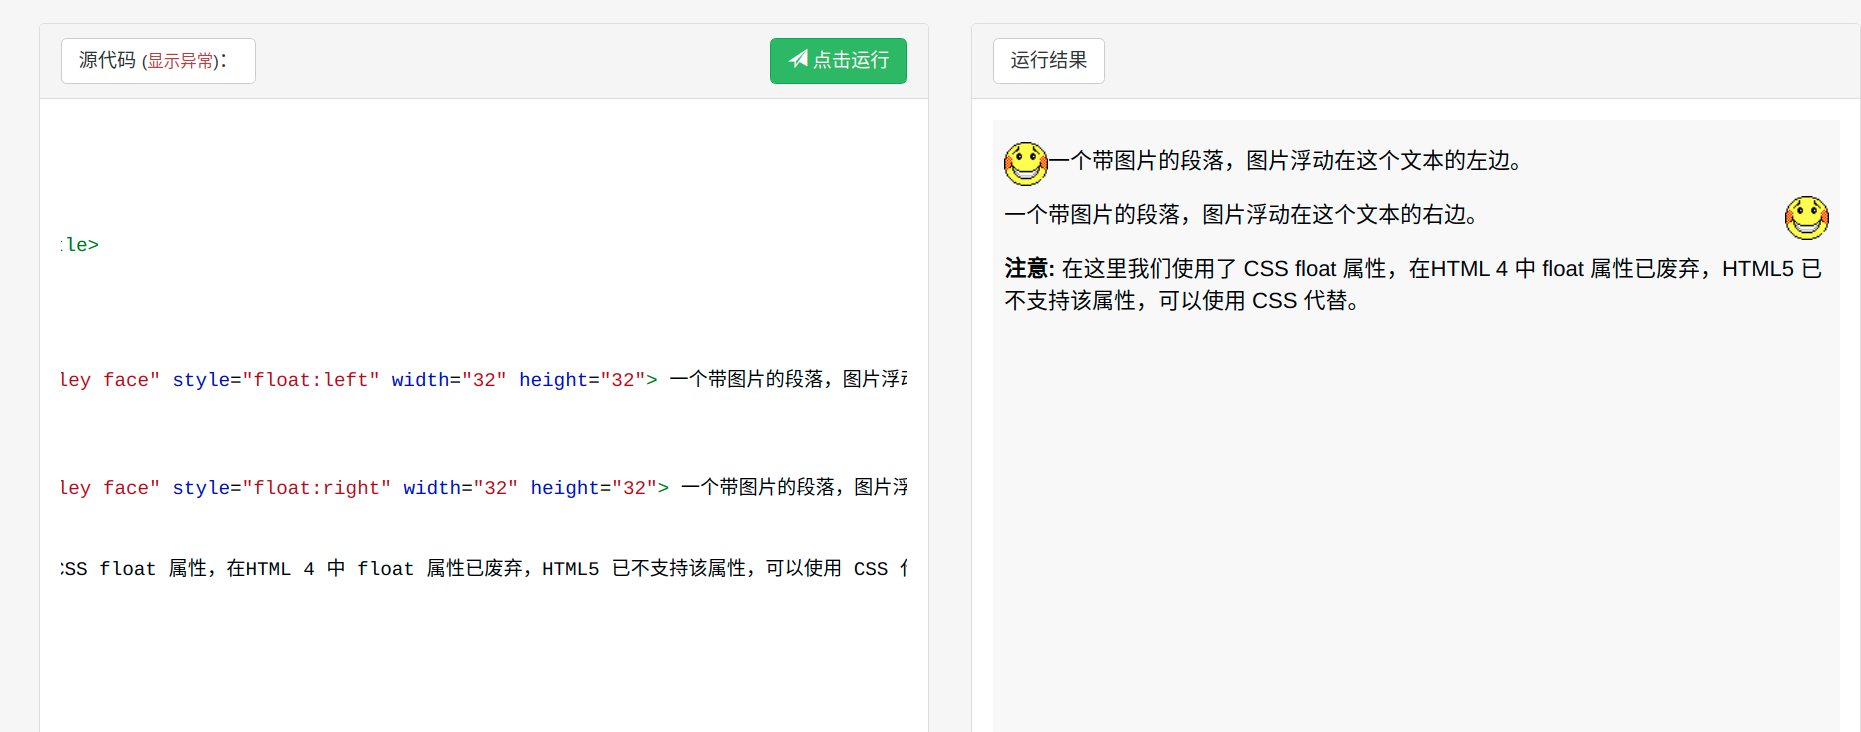 源代码 (显示异常)：
点击运行
tle>
ley face" style="float:left" width="32" height="32"> 一个带图片的段落，图片浮动
ley face" style="float:right" width="32" height="32"> 一个带图片的段落，图片浮
CSS float 属性，在HTML 4 中 float 属性已废弃，HTML5 已不支持该属性，可以使用 CSS
运行结果
一个带图片的段落，图片浮动在这个文本的左边。
一个带图片的段落，图片浮动在这个文本的右边。
注意: 在这里我们使用了 CSS float 属性，在HTML 4 中 float 属性已废弃，HTML5 已
不支持该属性，可以使用 CSS 代替。